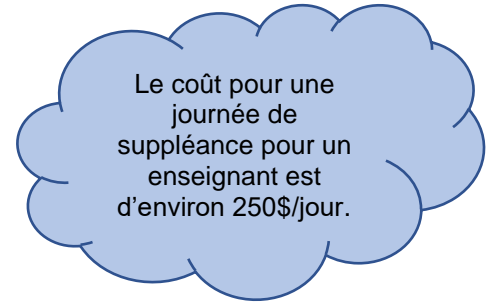 Le coût pour une
journée de
suppléance pour un
enseignant est
d'environ 250$/jour.